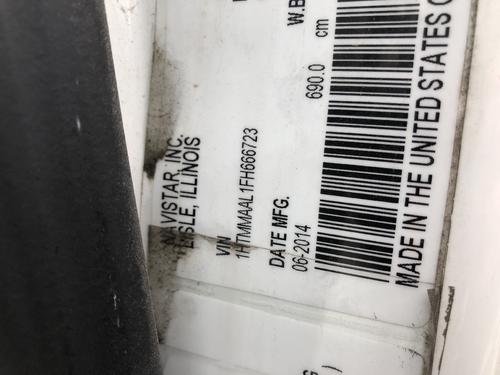 NAVISTAR, INC.
LISLE, ILLINOIS
VIN
1HTMMAAL1FH666723
DATE MFG.
06-2014
W.B
690.0 cm
MADE IN THE UNITED STATES O